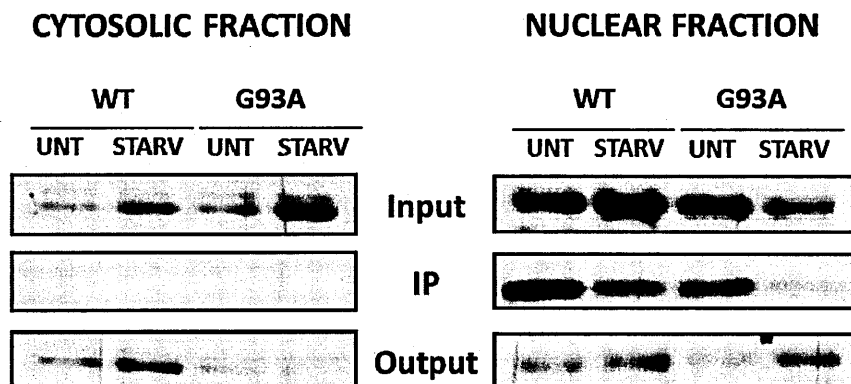 CYTOSOLIC FRACTION NUCLEAR FRACTION
WT G93A WT G93A
UNT STARV UNT STARV UNT STARV UNT STARV
Input
IP
Output